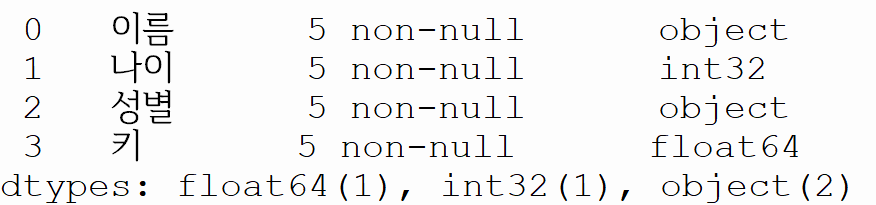 0 이름 5 non-null object
1 나이 5 non-null int32
2 성별 5 non-null object
3 키 5 non-null float64
dtypes: float64(1), int32(1), object(2)